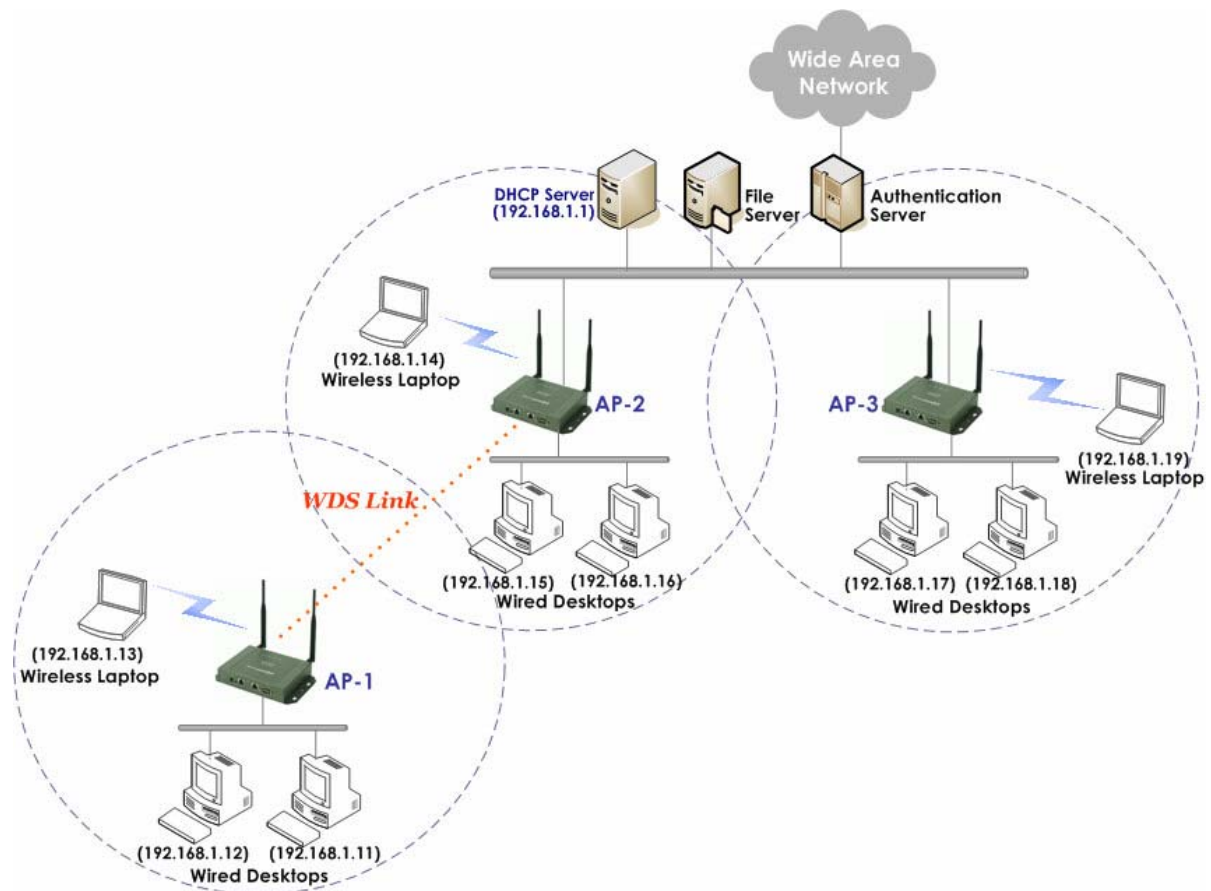 Wide Area
Network
DHCP Server
(192.168.1.1)
File
Server
Authentication
Server
(192.168.1.14)
Wireless Laptop
AP-2
AP-3
(192.168.1.19)
Wireless Laptop
WDS Link
(192.168.1.15)
(192.168.1.16)
Wired Desktops
(192.168.1.17)
(192.168.1.18)
Wired Desktops
(192.168.1.13)
Wireless Laptop
AP-1
(192.168.1.12)
(192.168.1.11)
Wired Desktops